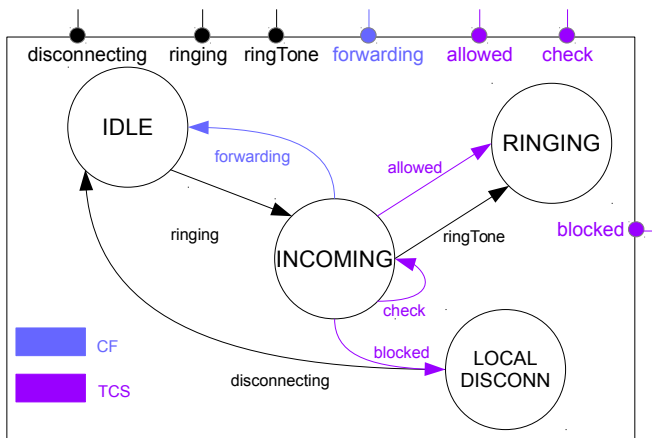 disconnecting ringing ringTone forwarding allowed check
IDLE
RINGING
forwarding
allowed
ringing
ringTone
blocked
INCOMING
check
CF
blocked
LOCAL
DISCONN
disconnecting
TCS